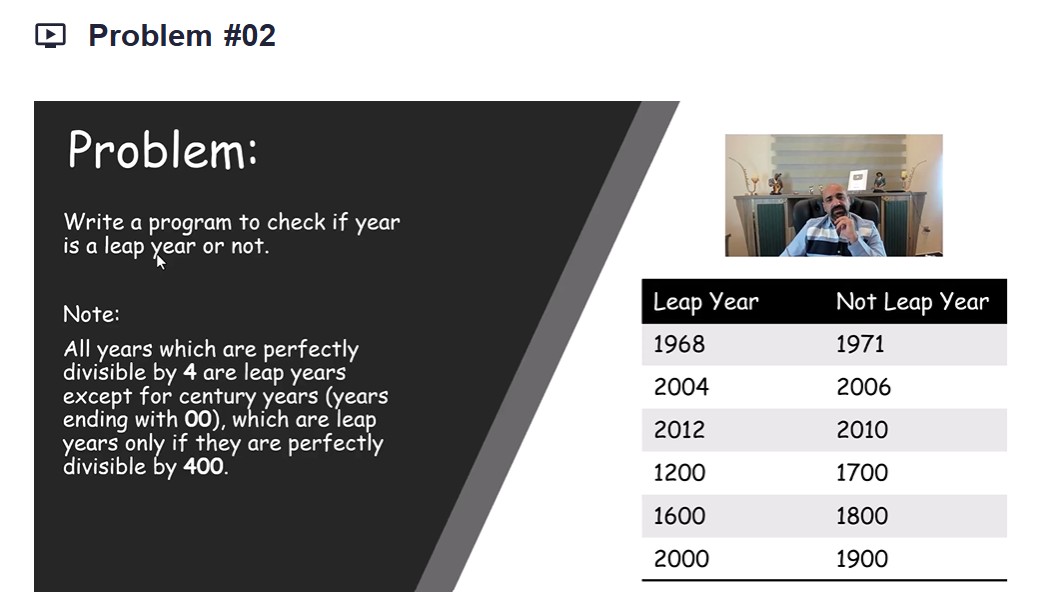 Problem #02
Problem:
Write a program to check if year
is a leap year or not.
Note:
All years which are perfectly
divisible by 4 are leap years
except for century years (years
ending with 00), which are leap
years only if they are perfectly
divisible by 400.
Leap Year Not Leap Year
1968 1971
2004 2006
2012 2010
1200 1700
1600 1800
2000 1900